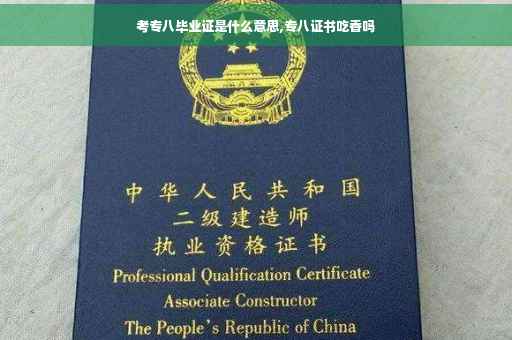 考专八毕业证是什么意思,专八证书吃香吗
中华人民共和国
二级建造师
执业资格证书
Professional Qualification Certificate
Associate Constructor
The People's Republic of China